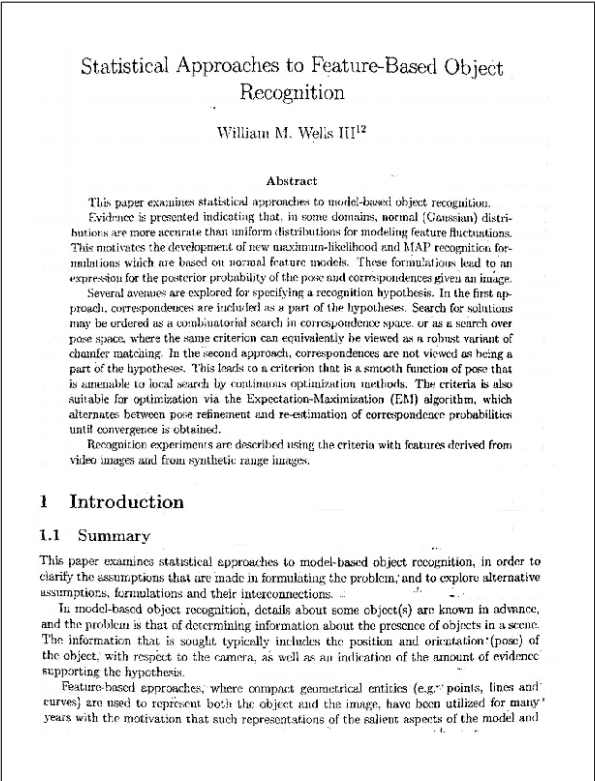 Statistical Approaches to Feature-Based Object
Recognition
William M. Wells III¹²
Abstract
This paper examines statistical approaches to model-based object recognition.
Evidence is presented indicating that, in some domains, normal (Gaussian) distri-
butions are more accurate than uniform distributions for modeling feature fluctuations.
This motivates the development of new maximum-likelihood and MAP recognition for-
mulations which are based on normal feature models. These formulations lead to an
expression for the posterior probability of the pose and correspondences given an image.
Several avenues are explored for specifying a recognition hypothesis. In the first ap-
proach, correspondences are included as a part of the hypotheses. Search for solutions
may be ordered as a combinatorial search in correspondence space, or as a search over
pose space, where the same criterion can equivalently be viewed as a robust variant of
chamfer matching. In the second approach, correspondences are not viewed as being a
part of the hypotheses. This leads to a criterion that is a smooth function of pose that
is amenable to local search by continuous optimization methods. The criteria is also
suitable for optimization via the Expectation-Maximization (EM) algorithm, which
alternates between pose refinement and re-estimation of correspondence probabilities
until convergence is obtained.
Recognition experiments are described using the criteria with features derived from
video images and from synthetic range images.
1 Introduction
1.1 Summary
This paper examines statistical approaches to model-based object recognition, in order to
clarify the assumptions that are made in formulating the problem, and to explore alternative
assumptions, formulations and their interconnections.
In model-based object recognition, details about some object(s) are known in advance,
and the problem is that of determining information about the presence of objects in a scene.
The information that is sought typically includes the position and orientation (pose) of
the object, with respect to the camera, as well as an indication of the amount of evidence
supporting the hypothesis.
Feature-based approaches, where compact geometrical entities (e.g. points, lines and
curves) are used to represent both the object and the image, have been utilized for many
years with the motivation that such representations of the salient aspects of the model and